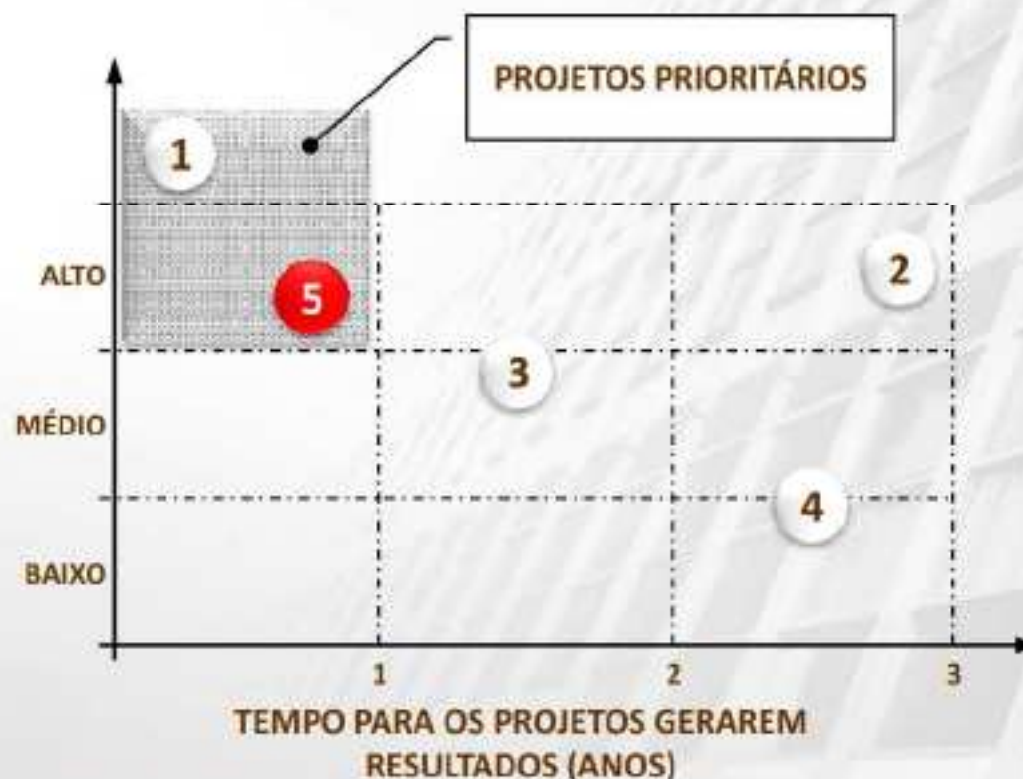 PROJETOS PRIORITÁRIOS
1
ALTO
5
2
3
MÉDIO
4
BAIXO
1
2
3
TEMPO PARA OS PROJETOS GERAREM
RESULTADOS (ANOS)